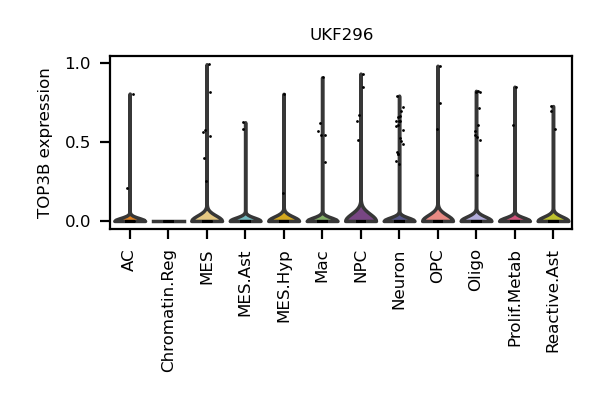 UKF296
TOP3B expression
1.0
0.5
0.0
AC
Chromatin.Reg
MES
MES.Ast
MES.Hyp
Mac
NPC
Neuron
OPC
Oligo
Prolif.Metab
Reactive.Ast